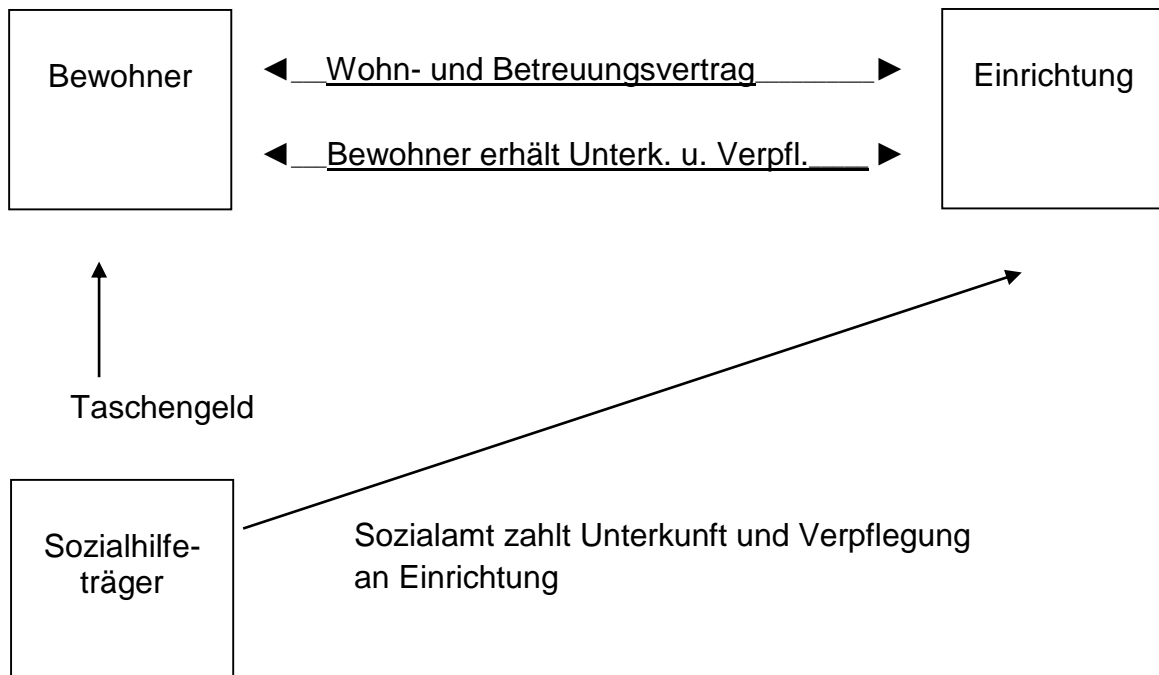 Bewohner
Wohn- und Betreuungsvertrag
Einrichtung
Bewohner erhält Unterk. u. Verpfl.
Taschengeld
Sozialhilfe-
träger
Sozialamt zahlt Unterkunft und Verpflegung
an Einrichtung